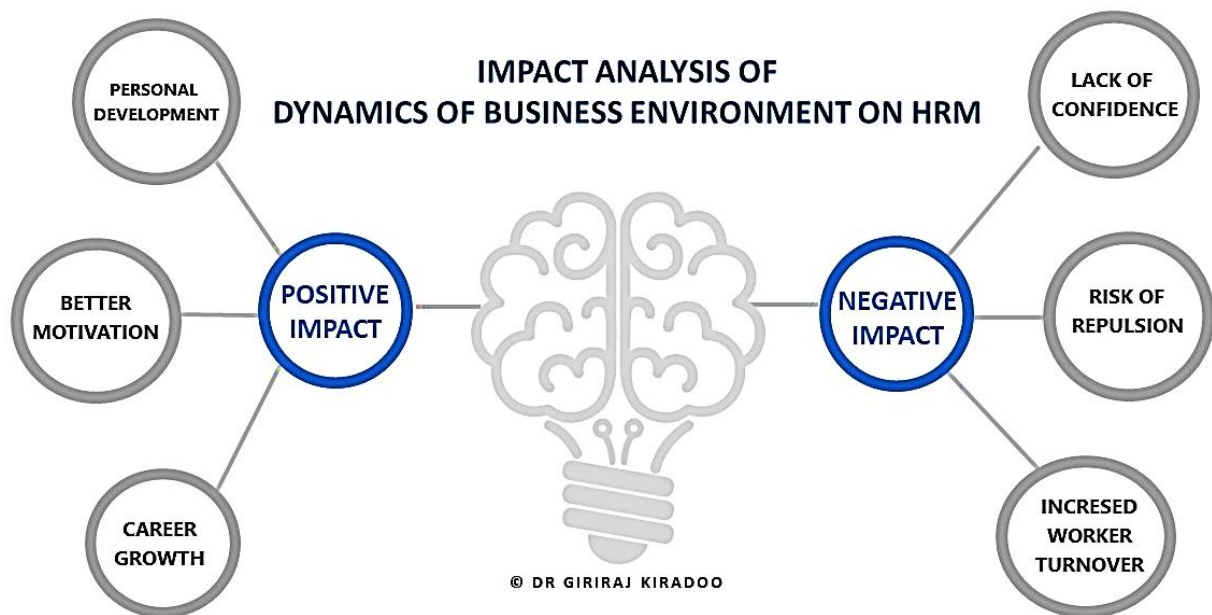 IMPACT ANALYSIS OF
DYNAMICS OF BUSINESS ENVIRONMENT ON HRM
PERSONAL
DEVELOPMENT
BETTER
MOTIVATION
CAREER
GROWTH
POSITIVE
IMPACT
NEGATIVE
IMPACT
LACK OF
CONFIDENCE
RISK OF
REPULSION
INCRESED
WORKER
TURNOVER
© DR GIRIRAJ KIRADOO